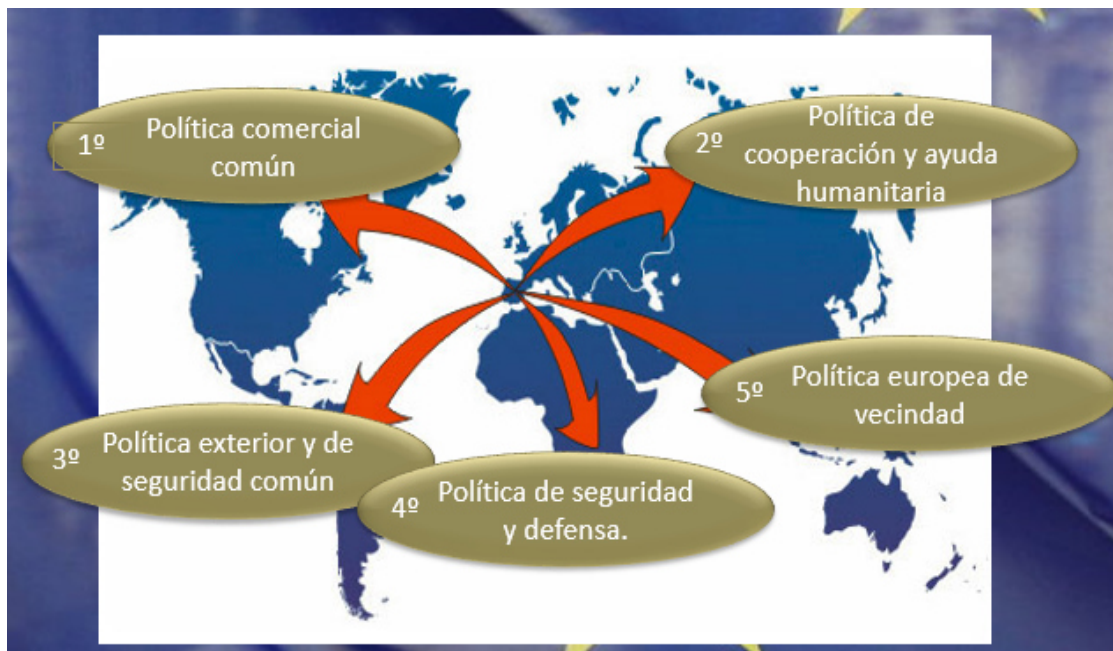 1º
Política comercial
común
2º
Política de
cooperación y ayuda
humanitaria
3º
Política exterior y de
seguridad común
4º
Política de seguridad
y defensa.
5º
Política europea de
vecindad